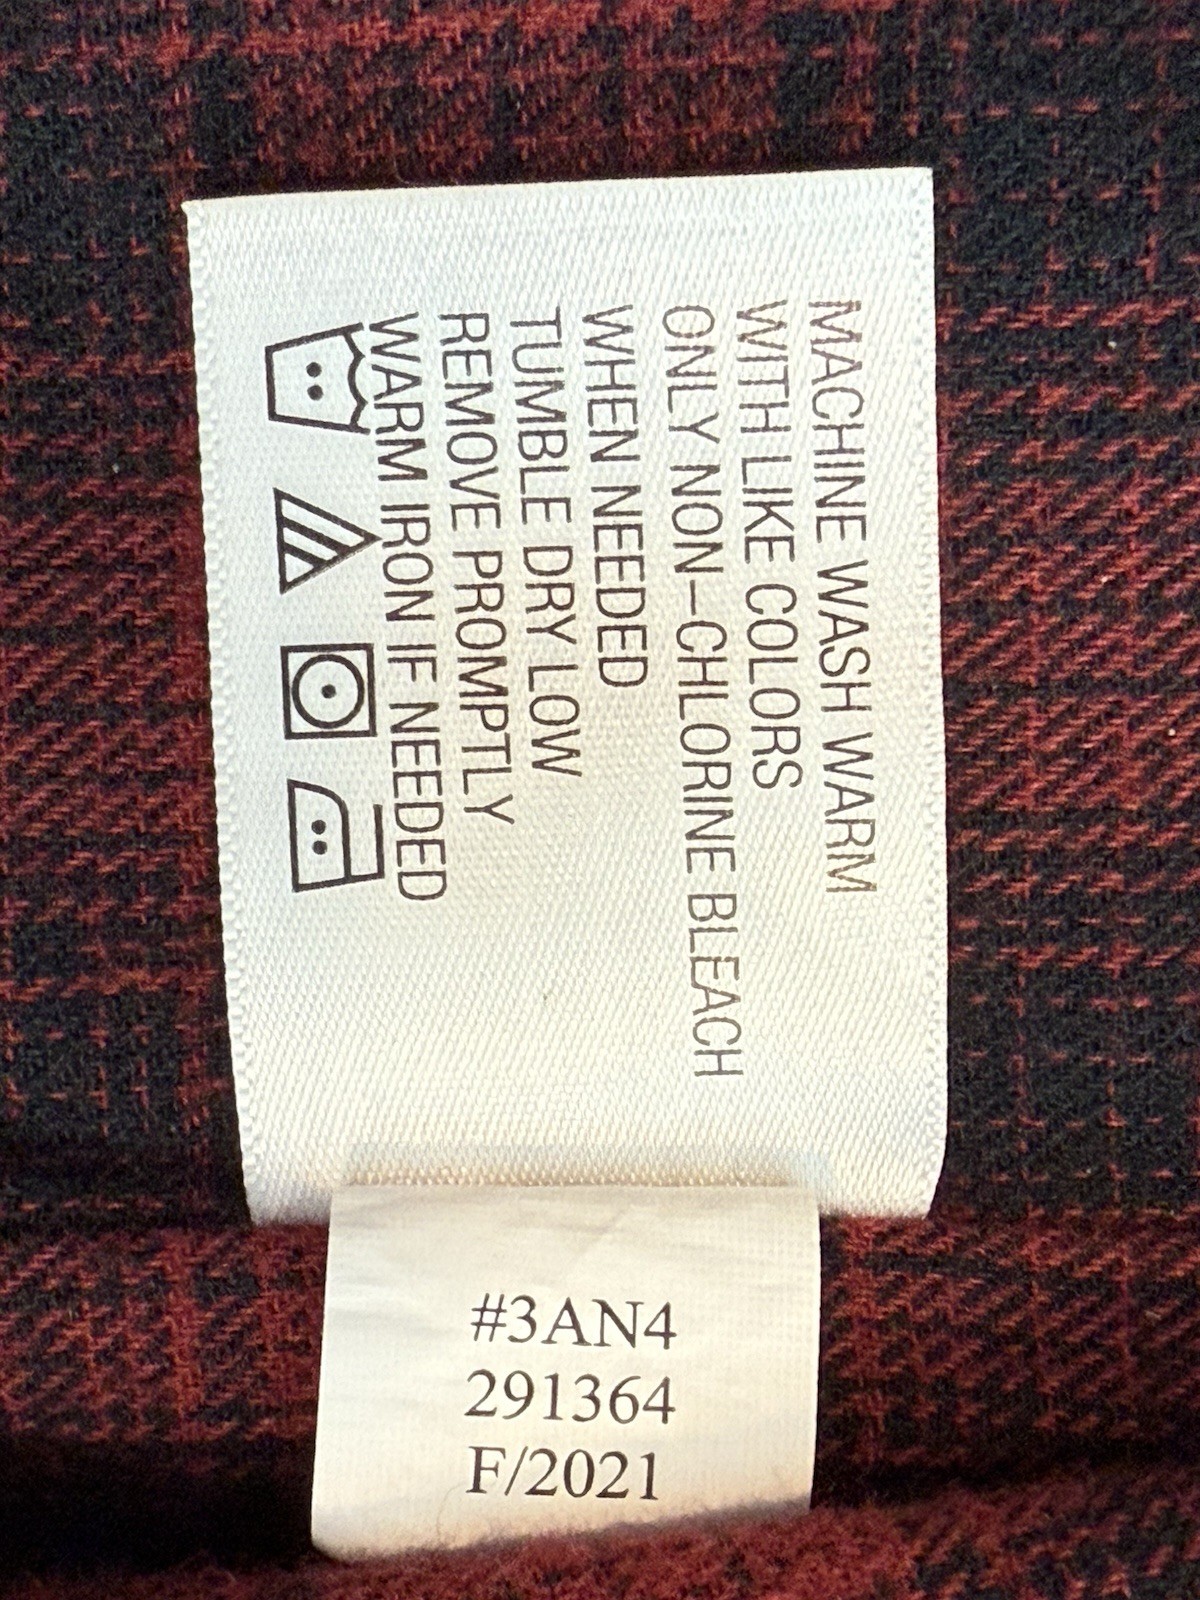 MACHINE WASH WARM
WITH LIKE COLORS
ONLY NON-CHLORINE BLEACH
WHEN NEEDED
TUMBLE DRY LOW
REMOVE PROMPTLY
WARM IRON IF NEEDED
#3AN4
291364
F/2021